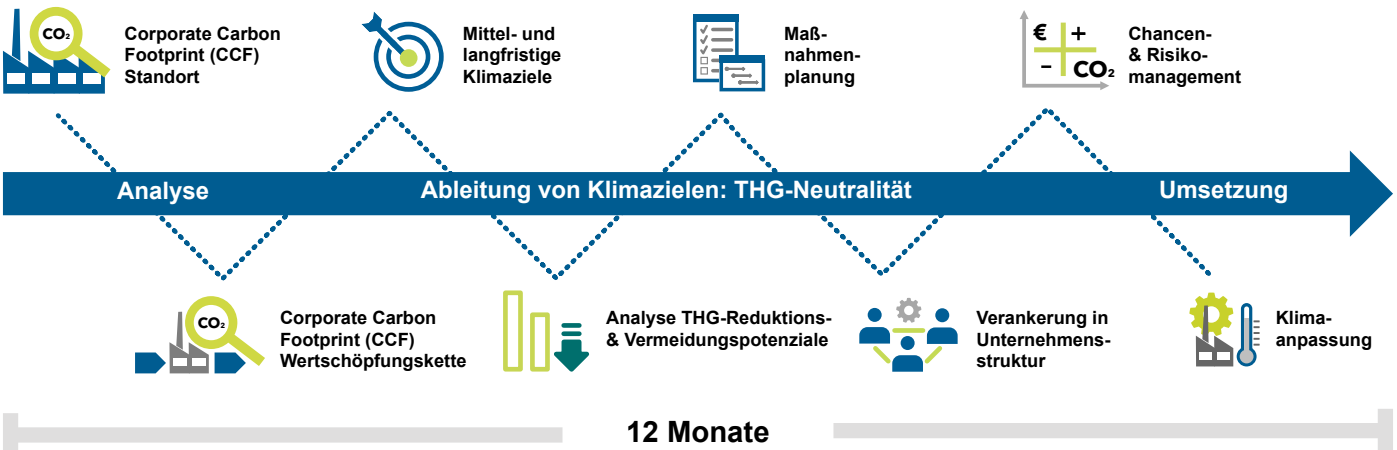 CO₂
Corporate Carbon
Footprint (CCF)
Standort
Mittel- und
langfristige
Klimaziele
Maß-
nahmen-
planung
€ +
− CO₂
Chancen-
& Risiko-
management
Analyse
Ableitung von Klimazielen: THG-Neutralität
Umsetzung
CO₂
Corporate Carbon
Footprint (CCF)
Wertschöpfungskette
Analyse THG-Reduktions-
& Vermeidungspotenziale
Verankerung in
Unternehmens-
struktur
Klima-
anpassung
12 Monate